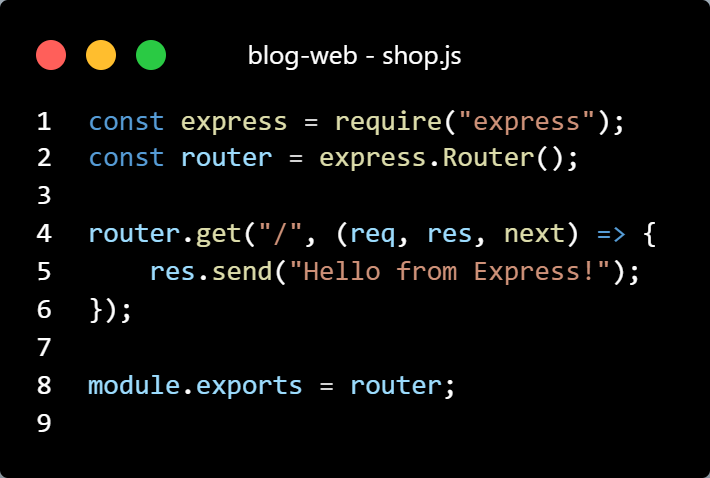 blog-web - shop.js
1 const express = require("express");
2 const router = express.Router();
3
4 router.get("/", (req, res, next) => {
5     res.send("Hello from Express!");
6 });
7
8 module.exports = router;
9